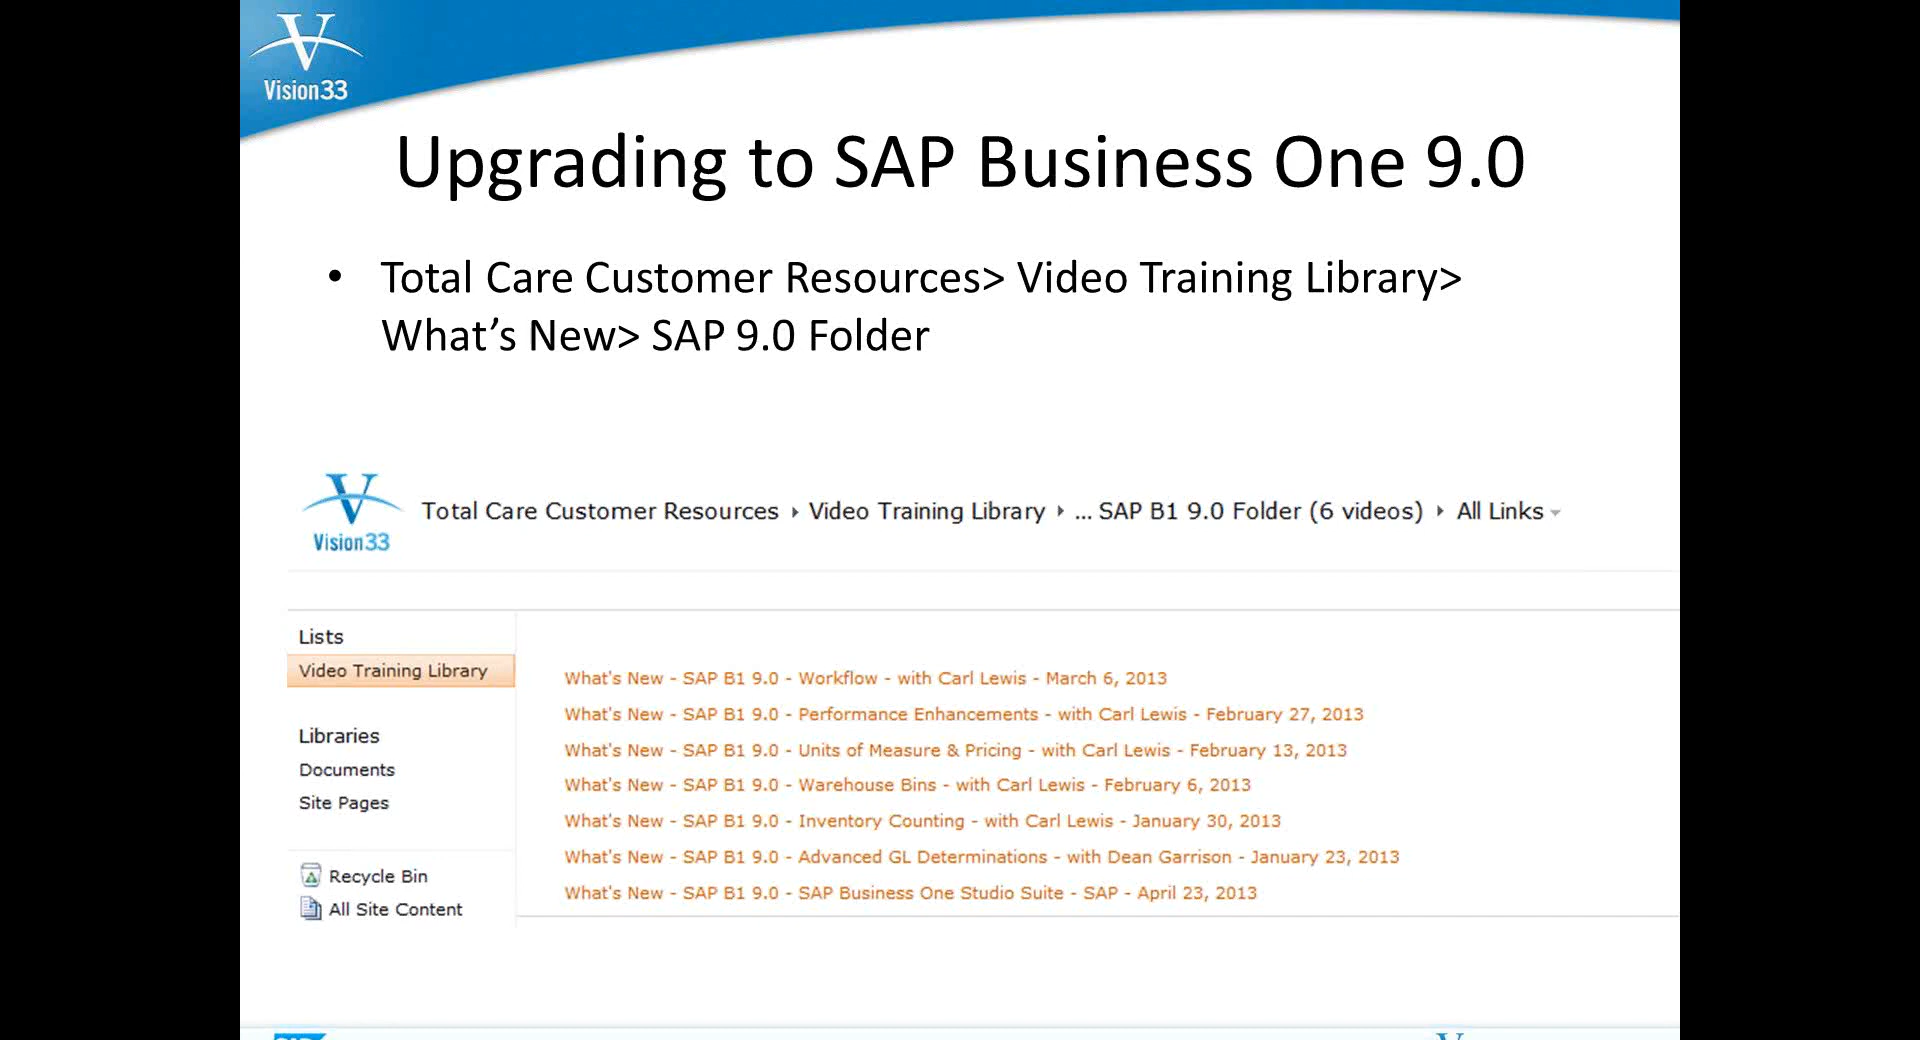 Vision33
Upgrading to SAP Business One 9.0
• Total Care Customer Resources> Video Training Library>
What's New> SAP 9.0 Folder
Vision33
Total Care Customer Resources ▸ Video Training Library ▸ ... SAP B1 9.0 Folder (6 videos) ▸ All Links
Lists
Video Training Library
Libraries
Documents
Site Pages
Recycle Bin
All Site Content
What's New - SAP B1 9.0 - Workflow - with Carl Lewis - March 6, 2013
What's New - SAP B1 9.0 - Performance Enhancements - with Carl Lewis - February 27, 2013
What's New - SAP B1 9.0 - Units of Measure & Pricing - with Carl Lewis - February 13, 2013
What's New - SAP B1 9.0 - Warehouse Bins - with Carl Lewis - February 6, 2013
What's New - SAP B1 9.0 - Inventory Counting - with Carl Lewis - January 30, 2013
What's New - SAP B1 9.0 - Advanced GL Determinations - with Dean Garrison - January 23, 2013
What's New - SAP B1 9.0 - SAP Business One Studio Suite - SAP - April 23, 2013